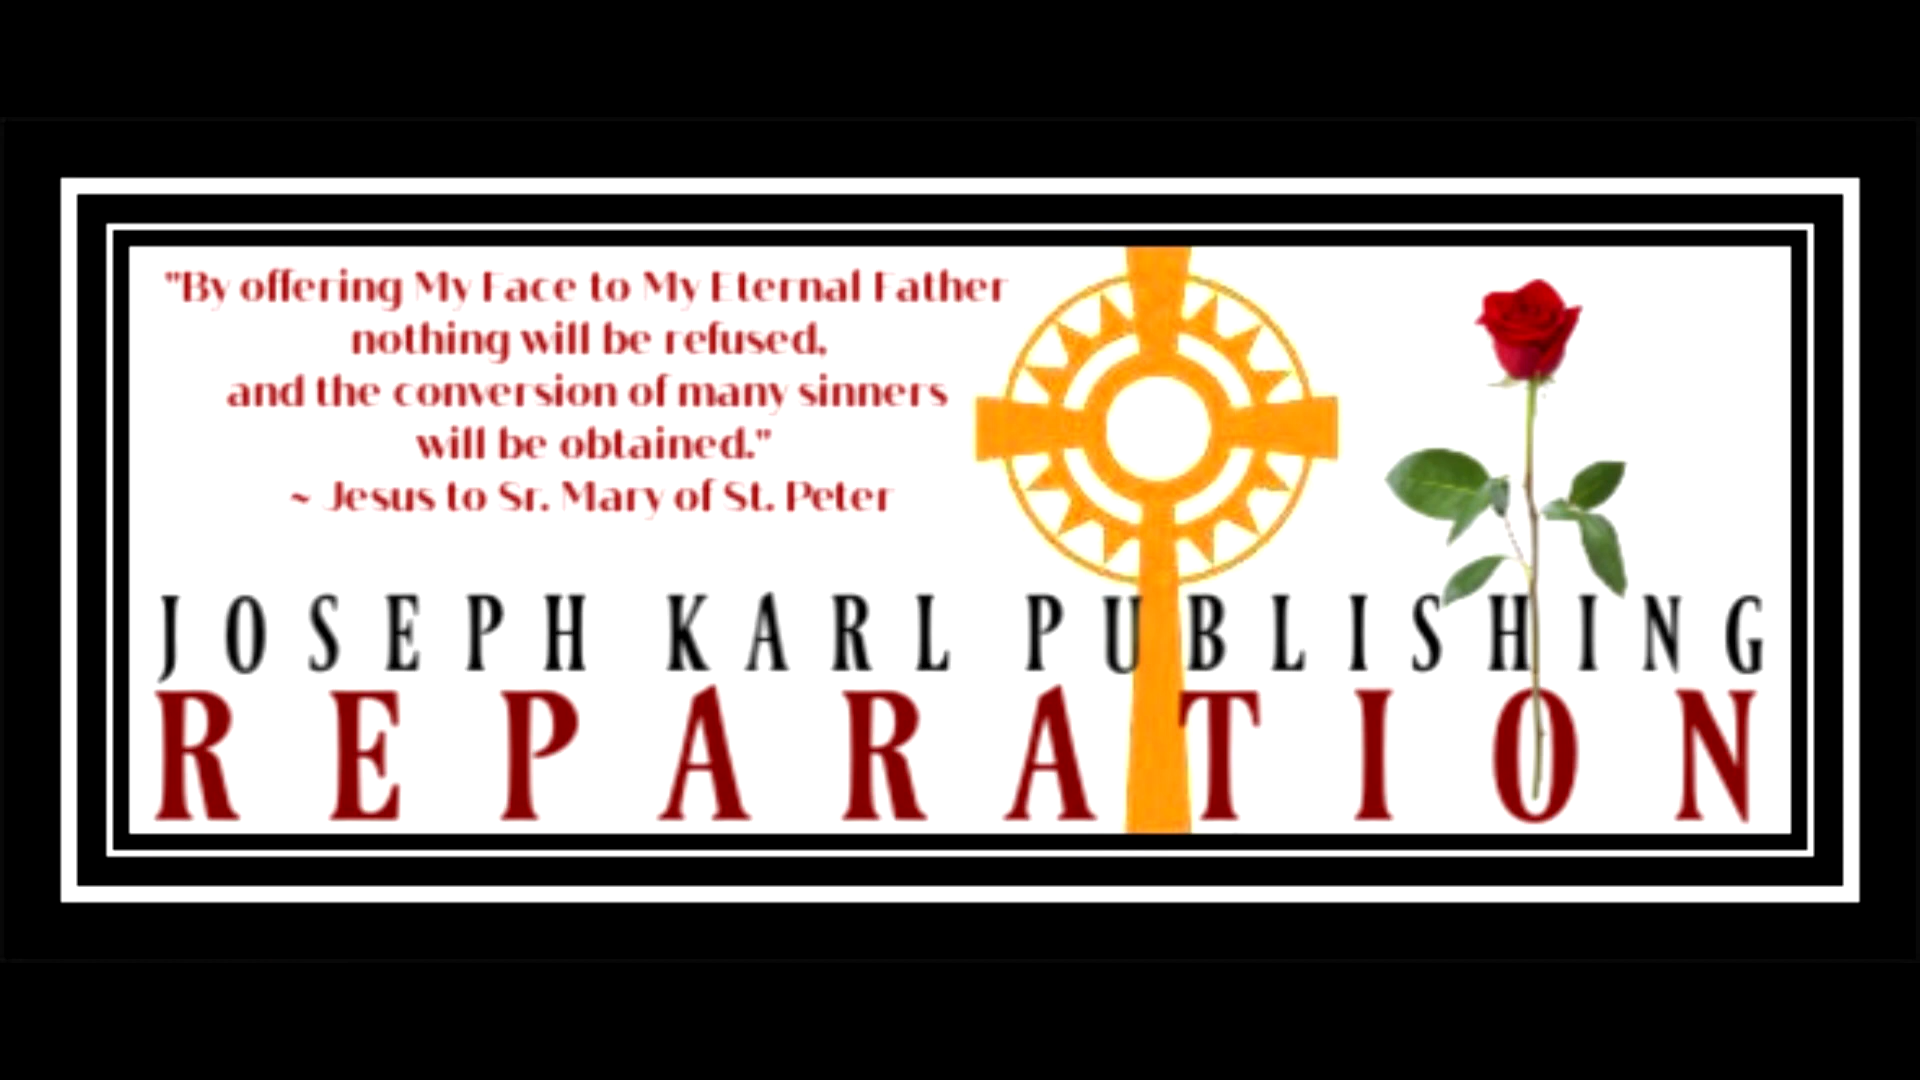 "By offering My Face to My Eternal Father
nothing will be refused,
and the conversion of many sinners
will be obtained."
~ Jesus to Sr. Mary of St. Peter
JOSEPH KARL PUBLISHING
REPARATION